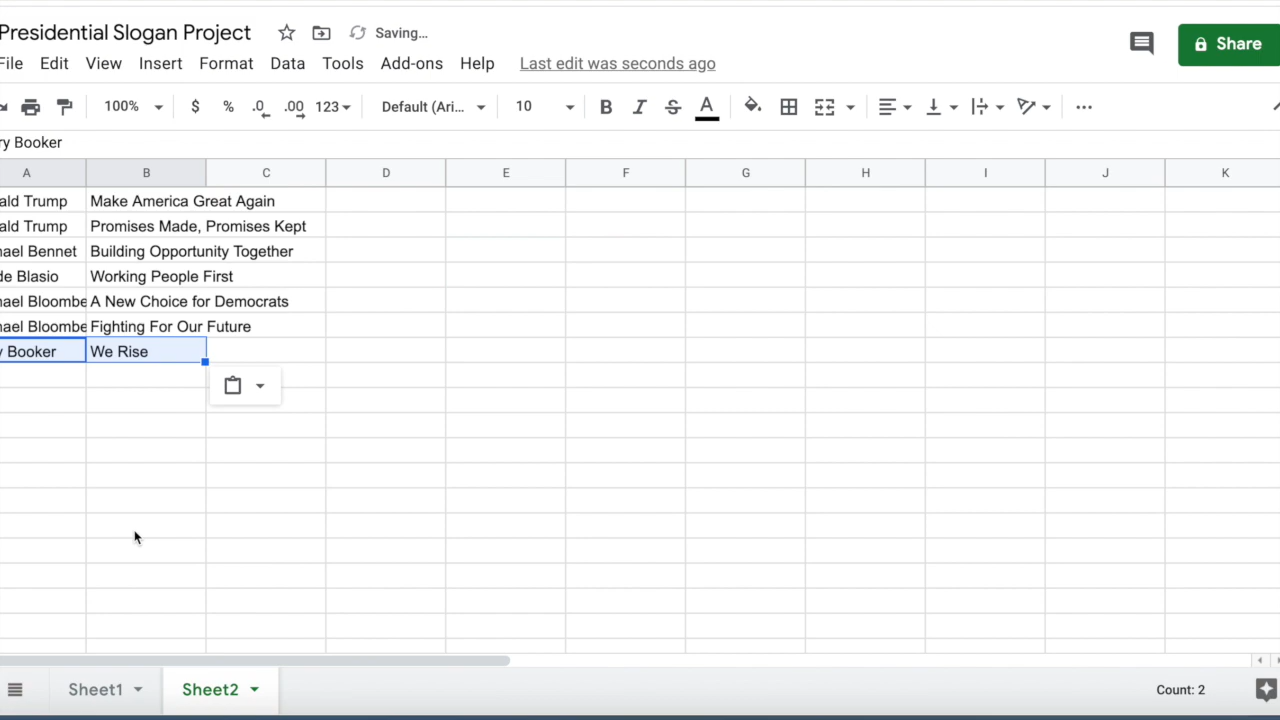 Presidential Slogan Project Saving…
File Edit View Insert Format Data Tools Add-ons Help Last edit was seconds ago
Share
100% $ % .0 .00 123 Default (Ari... 10 B I S A
ry Booker
A B C D E F G H I J K
ald Trump Make America Great Again
ald Trump Promises Made, Promises Kept
hael Bennet Building Opportunity Together
de Blasio Working People First
hael Bloombe A New Choice for Democrats
hael Bloombe Fighting For Our Future
y Booker We Rise
Sheet1 Sheet2 Count: 2